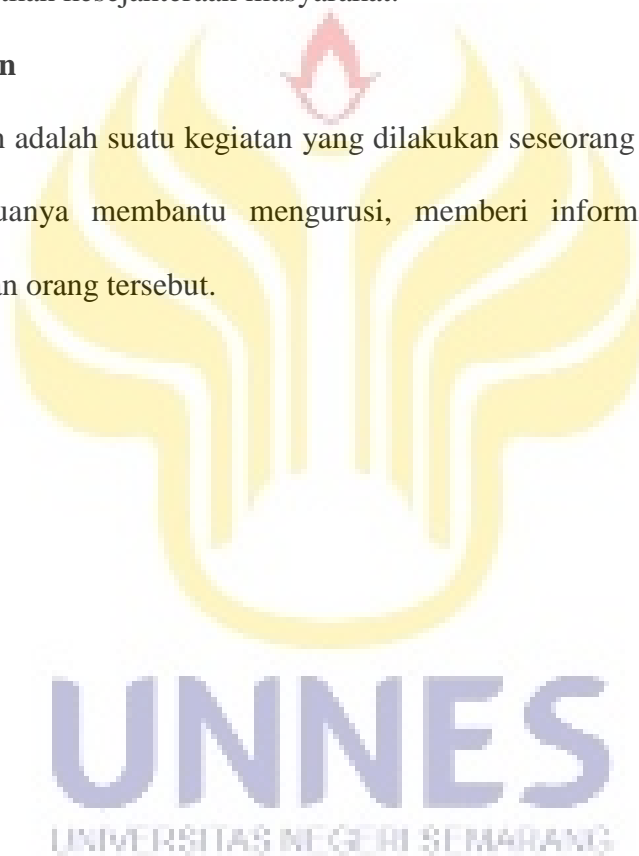 n
n adalah suatu kegiatan yang dilakukan seseorang
uanya membantu mengurusi, memberi inform
an orang tersebut.
UNNES
UNIVERSITAS NEGERI SEMARANG